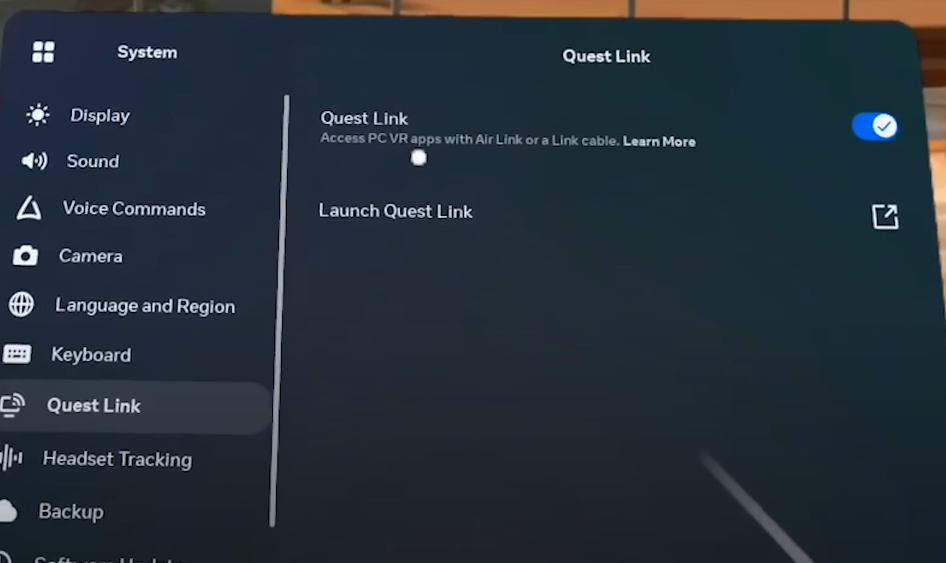 System
Quest Link
Display
Sound
Voice Commands
Camera
Language and Region
Keyboard
Quest Link
Headset Tracking
Backup
Quest Link
Access PC VR apps with Air Link or a Link cable. Learn More
Launch Quest Link